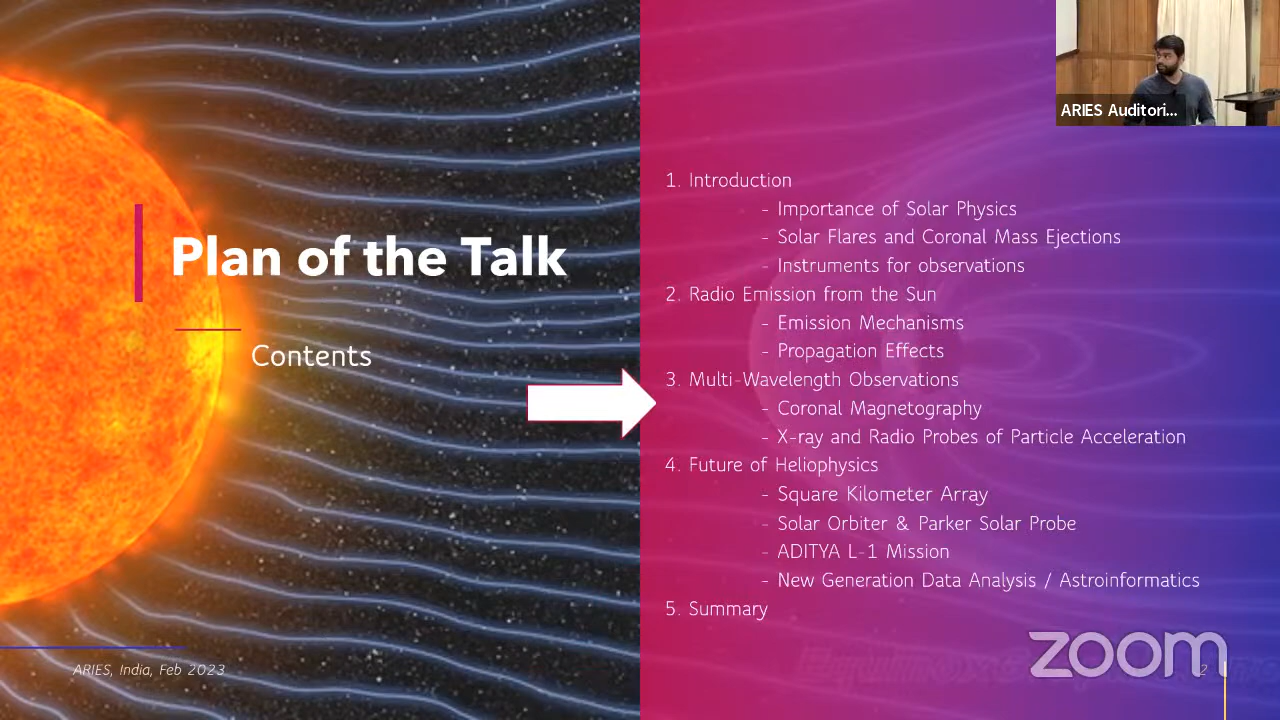 ARIES Auditori...
Plan of the Talk
Contents
1. Introduction
- Importance of Solar Physics
- Solar Flares and Coronal Mass Ejections
- Instruments for observations
2. Radio Emission from the Sun
- Emission Mechanisms
- Propagation Effects
3. Multi-Wavelength Observations
- Coronal Magnetography
- X-ray and Radio Probes of Particle Acceleration
4. Future of Heliophysics
- Square Kilometer Array
- Solar Orbiter & Parker Solar Probe
- ADITYA L-1 Mission
- New Generation Data Analysis / Astroinformatics
5. Summary
ARIES, India, Feb 2023
zoom
2